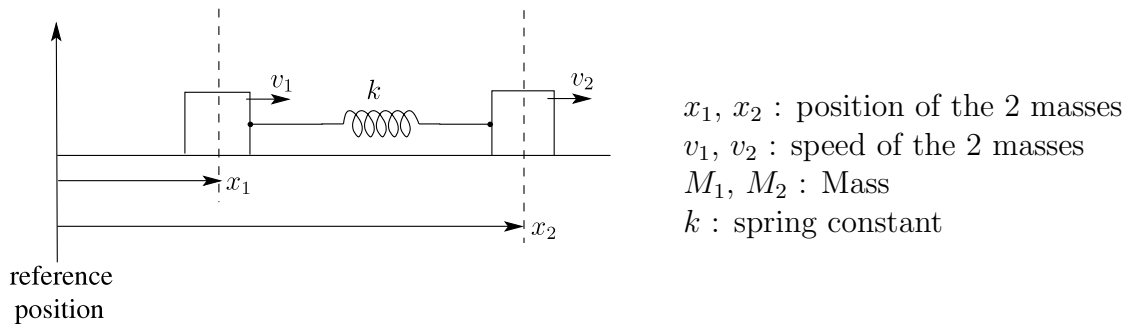 v₁
k
v₂
x₁
x₂
reference
position
x₁, x₂ : position of the 2 masses
v₁, v₂ : speed of the 2 masses
M₁, M₂ : Mass
k : spring constant